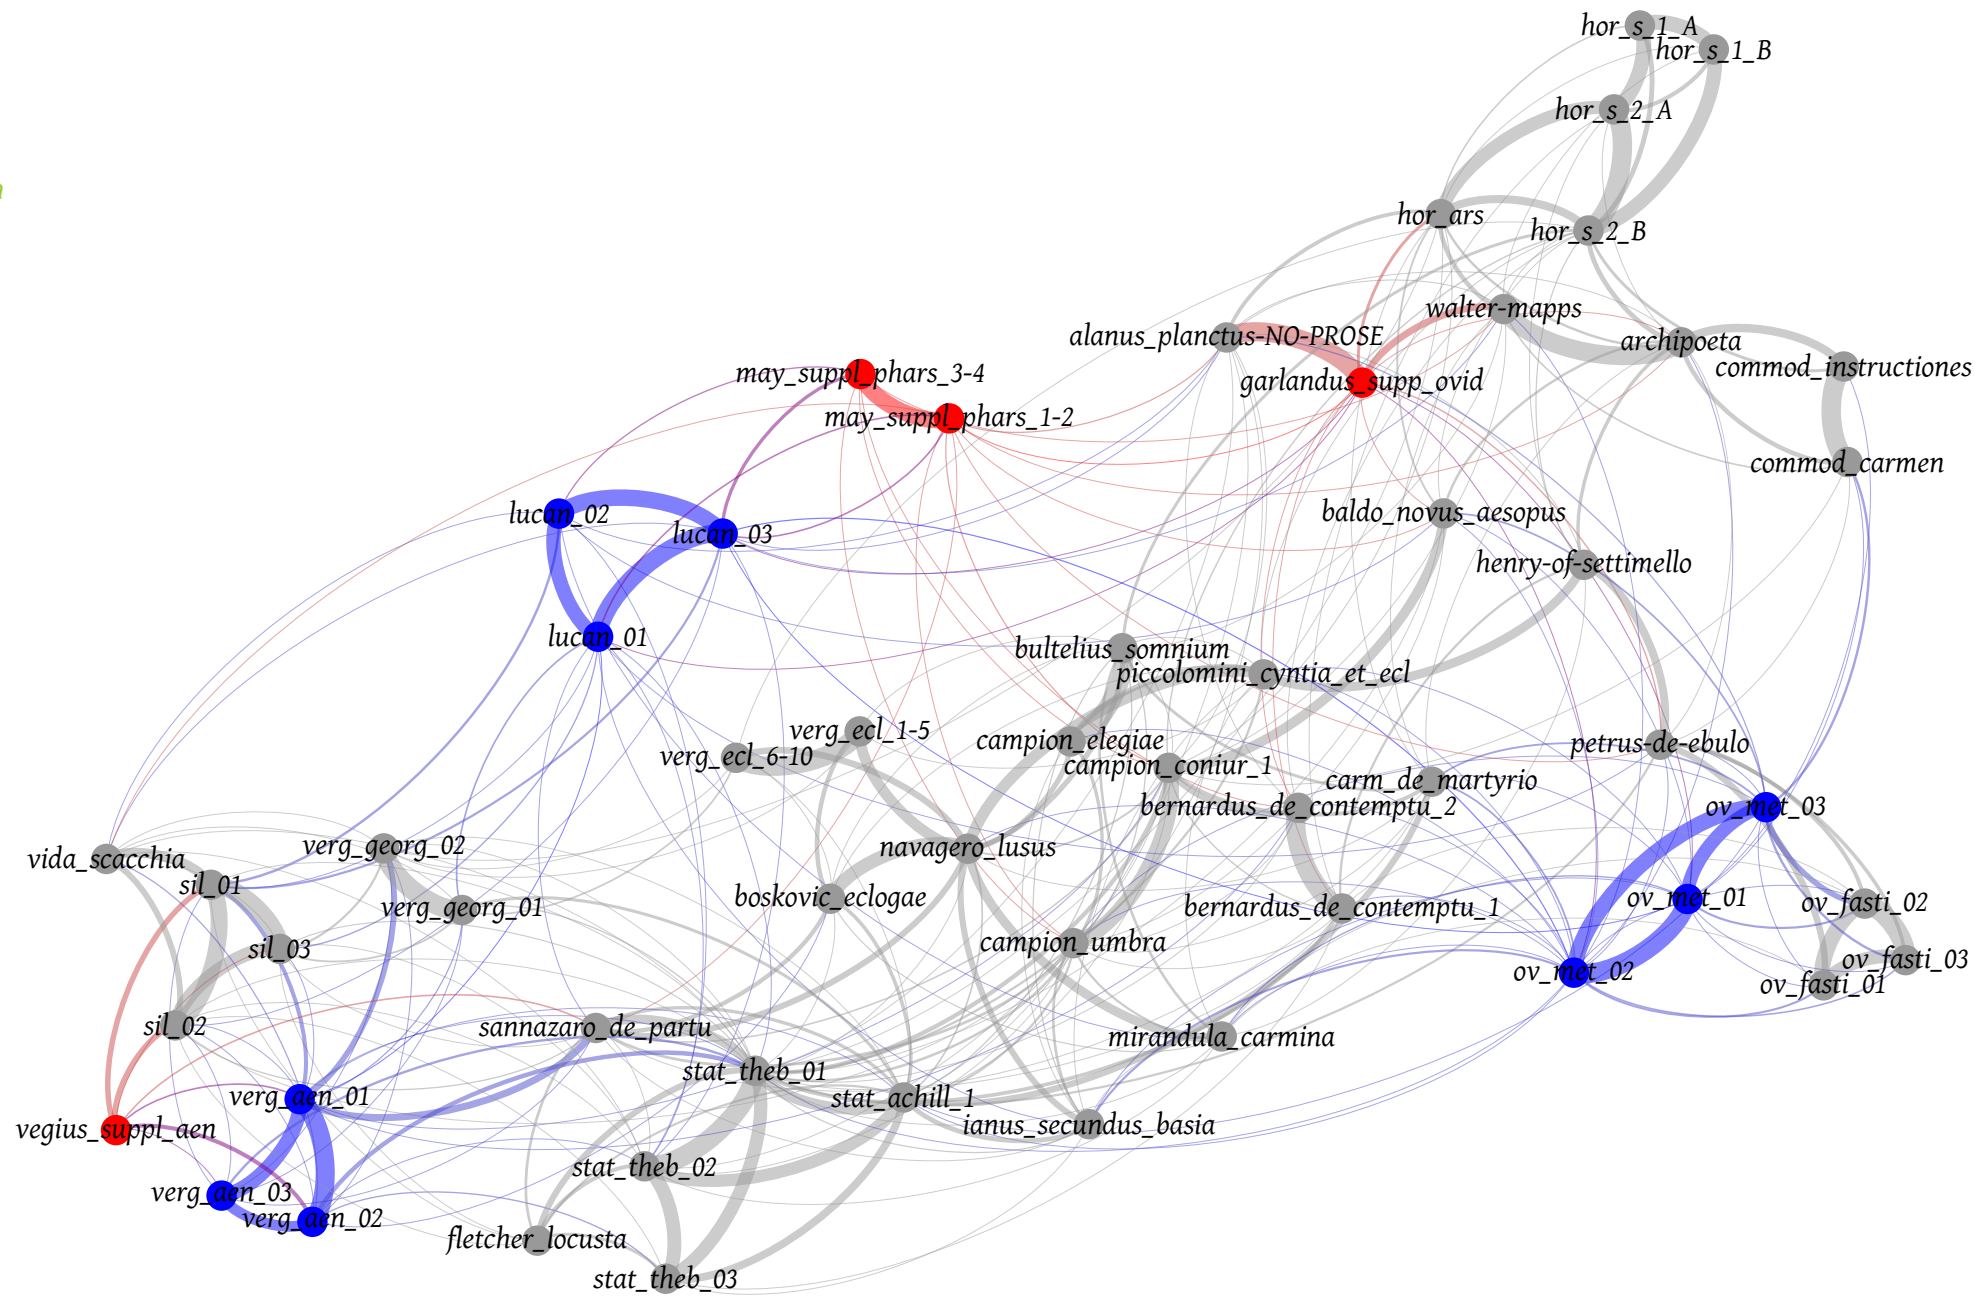 hor_s_1_A
hor_s_1_B
hor_s_2_A
hor_ars
hor_s_2_B
walter-mapps
alanus_planctus-NO-PROSE
archipoeta
commod_instructiones
may_suppl_phars_3-4
garlandus_supp_ovid
may_suppl_phars_1-2
commod_carmen
lucan_02
baldo_novus_aesopus
lucan_03
henry-of-settimello
lucan_01
bultelius_somnium
piccolomini_cyntia_et_ecl
verg_ecl_1-5
campion_elegiae
petrus-de-ebulo
verg_ecl_6-10
campion_coniur_1
carm_de_martyrio
bernardus_de_contemptu_2
ov_met_03
verg_georg_02
navagero_lusus
vida_scacchia
sil_01
boskovic_eclogae
verg_georg_01
bernardus_de_contemptu_1
ov_met_01
ov_fasti_02
sil_03
campion_umbra
ov_fasti_03
ov_met_02
ov_fasti_01
sil_02
sannazaro_de_partu
mirandula_carmina
stat_theb_01
verg_aen_01
stat_achill_1
vegius_suppl_aen
ianus_secundus_basia
stat_theb_02
verg_aen_03
verg_aen_02
fletcher_locusta
stat_theb_03